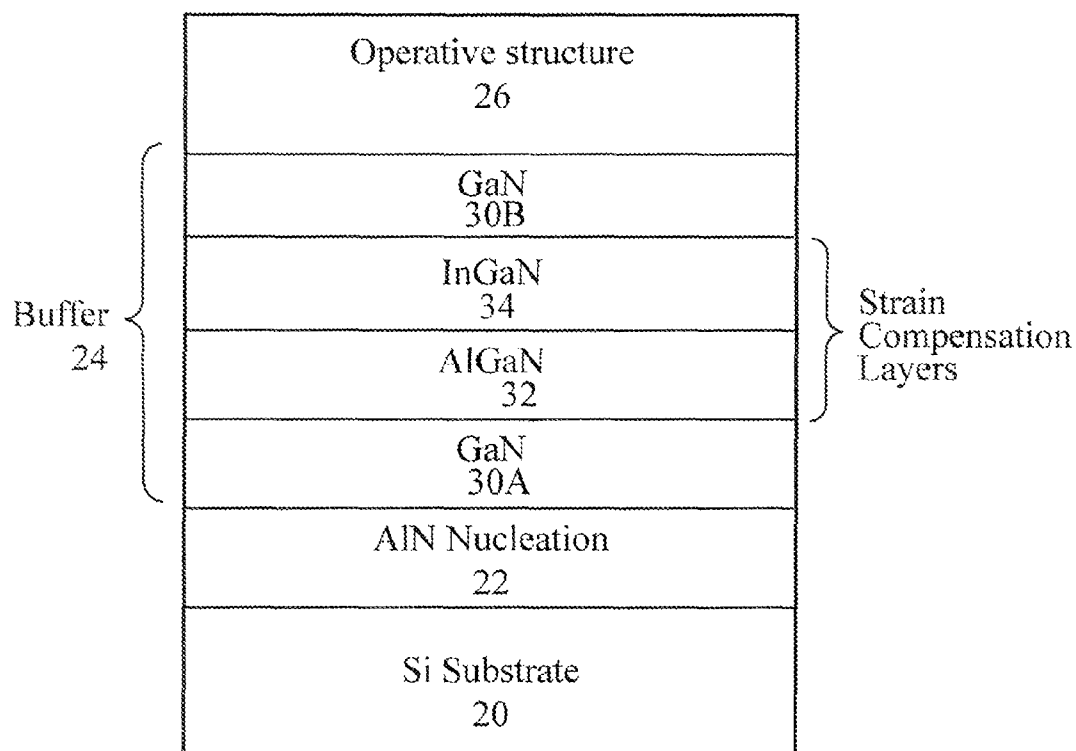 Operative structure
26
GaN
30B
InGaN
34
Buffer
24
Strain
Compensation
Layers
AlGaN
32
GaN
30A
AlN Nucleation
22
Si Substrate
20